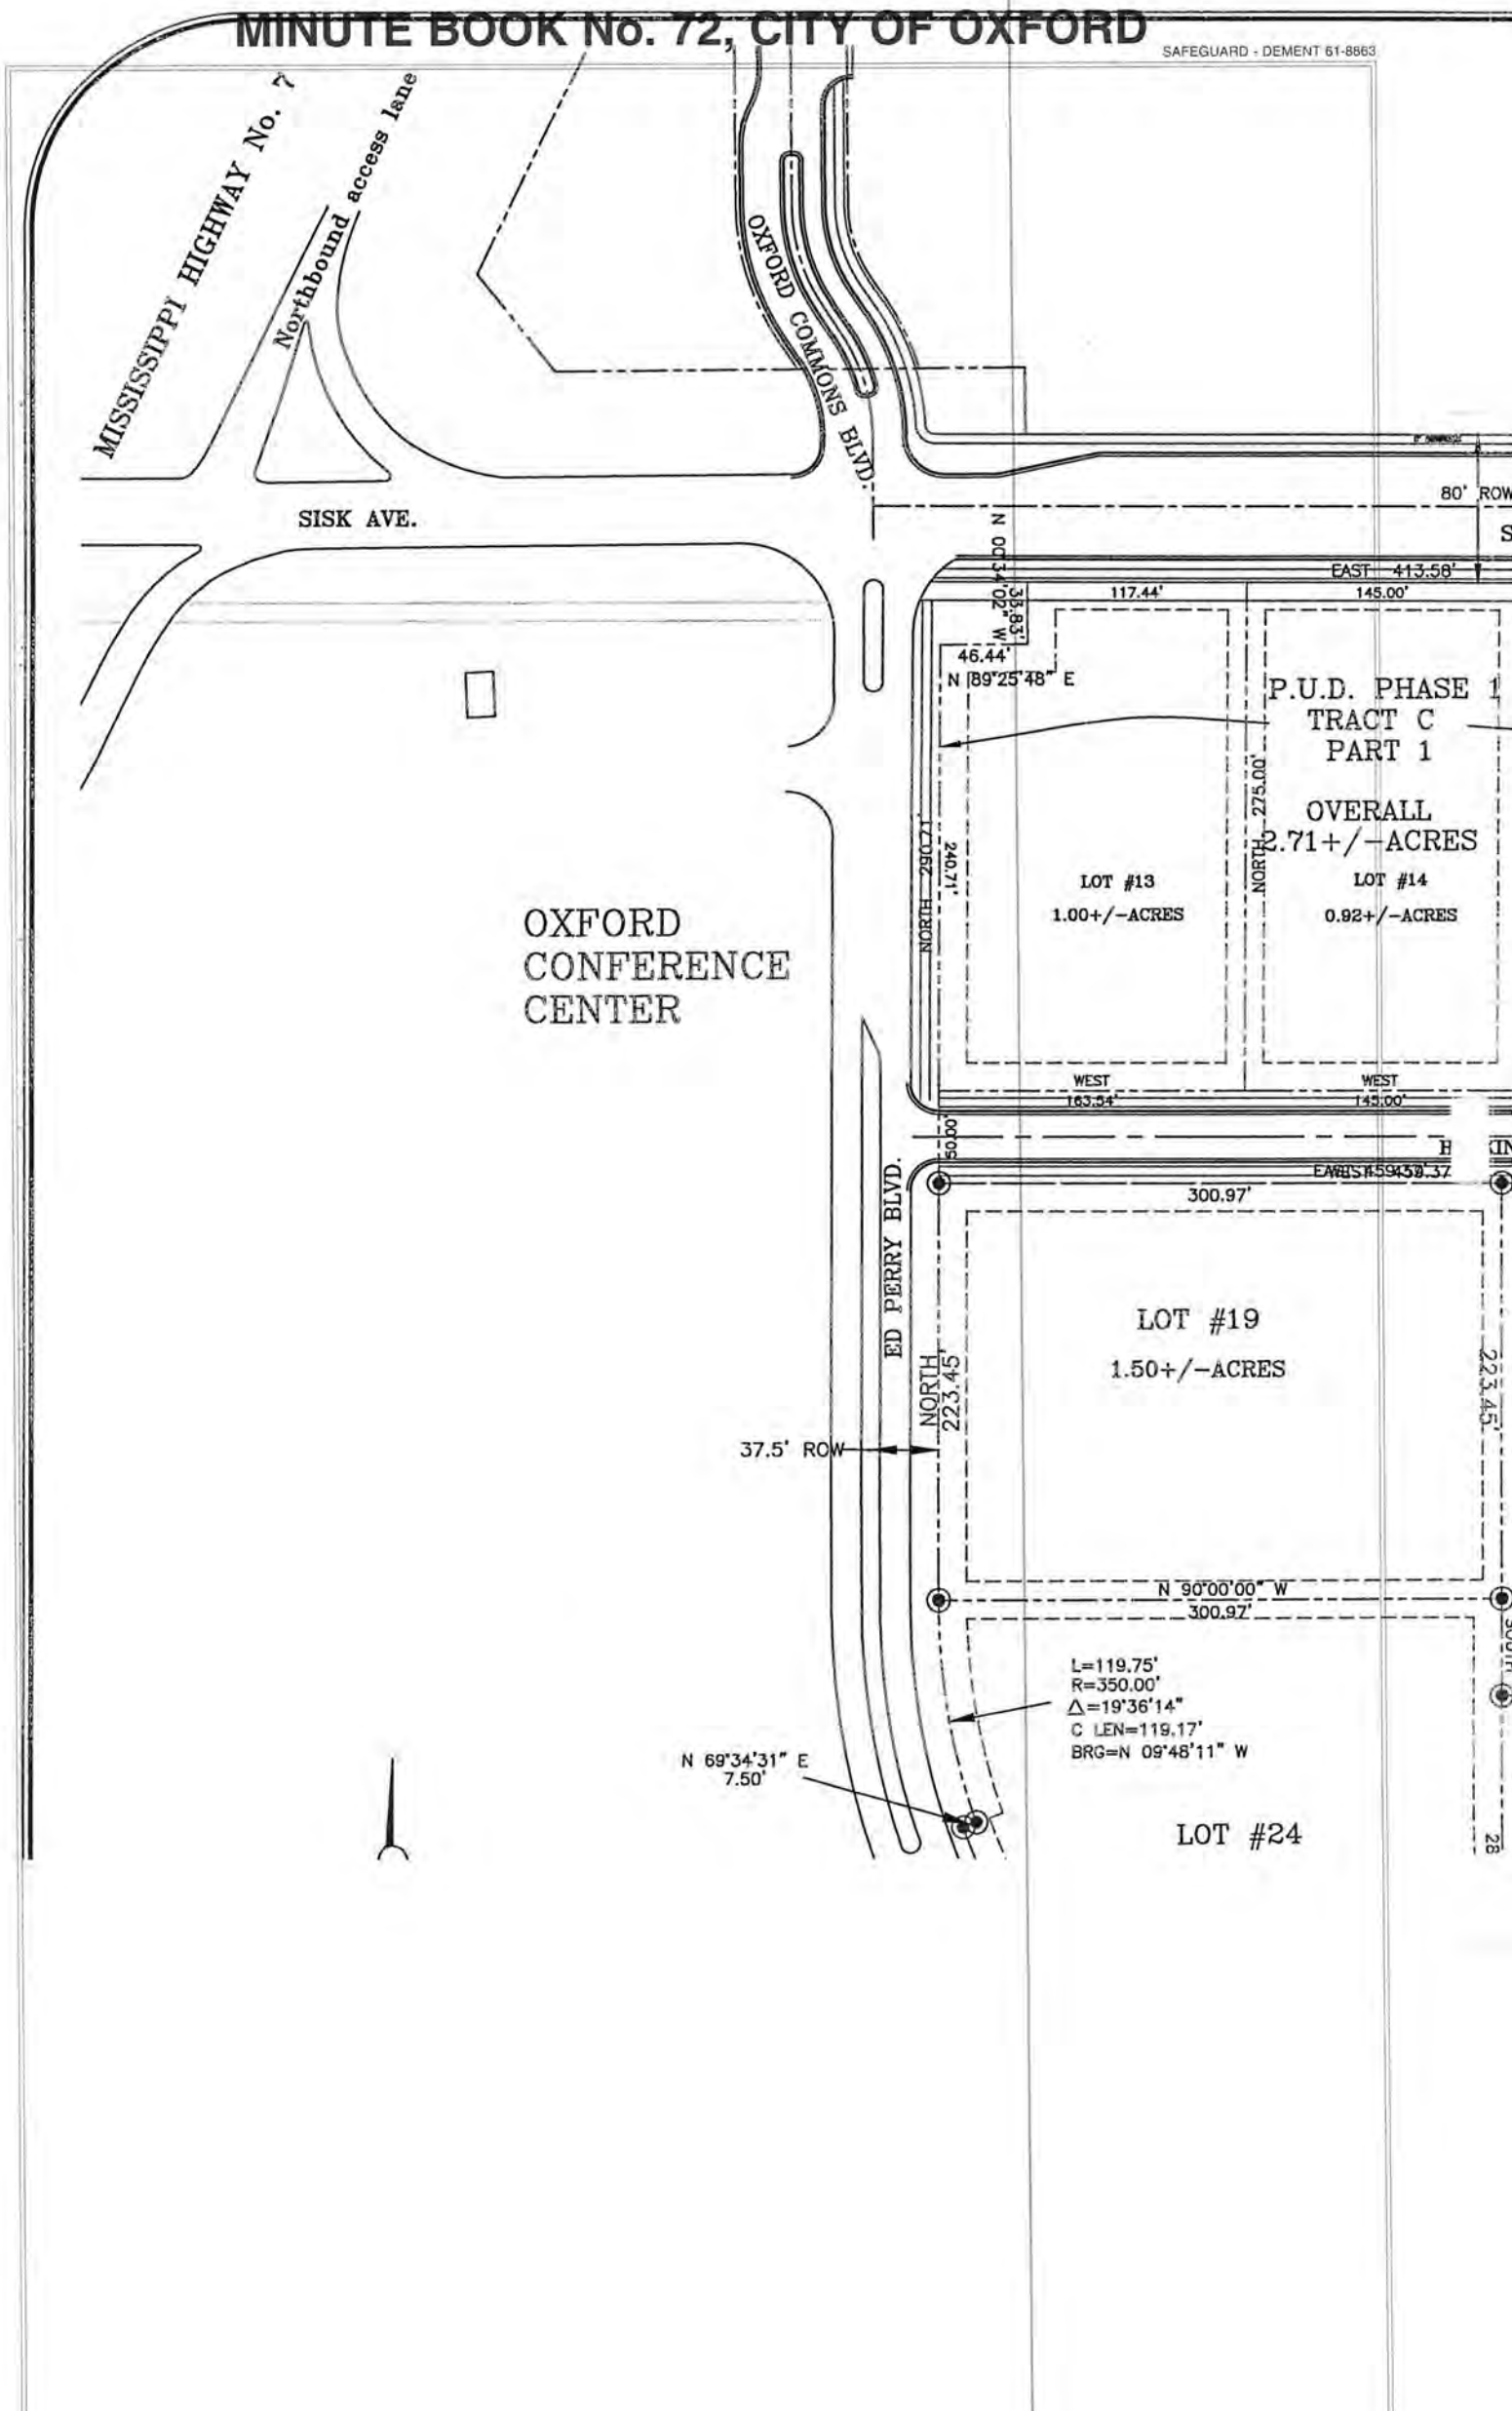 MINUTE BOOK No. 72, CITY OF OXFORD
SAFEGUARD - DEMENT 61-8863
MISSISSIPPI HIGHWAY No. 7
Northbound access lane
OXFORD COMMONS BLVD.
80' ROW
SISK AVE.
S
N 00°34'02" W
33.83'
EAST 413.58'
117.44'
145.00'
46.44'
N 89°25'48" E
P.U.D. PHASE 1
TRACT C
PART 1
NORTH 275.00'
OVERALL
2.71+/-ACRES
NORTH 290.71'
240.71'
LOT #13
1.00+/-ACRES
LOT #14
0.92+/-ACRES
OXFORD
CONFERENCE
CENTER
WEST
163.54'
WEST
145.00'
50.00'
H
IN
300.97'
ED PERRY BLVD.
LOT #19
1.50+/-ACRES
NORTH
223.45'
223.45'
37.5' ROW
N 90°00'00" W
300.97'
L=119.75'
R=350.00'
Δ=19°36'14"
C LEN=119.17'
BRG=N 09°48'11" W
N 69°34'31" E
7.50'
LOT #24
28